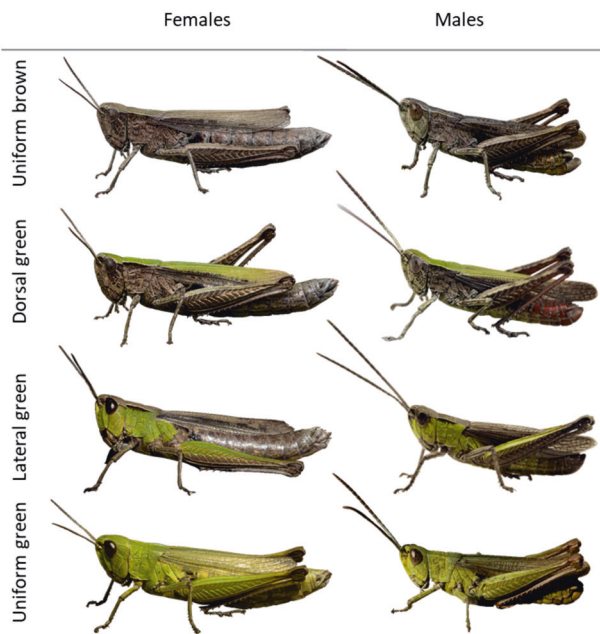 Females
Males
Uniform brown
Dorsal green
Lateral green
Uniform green